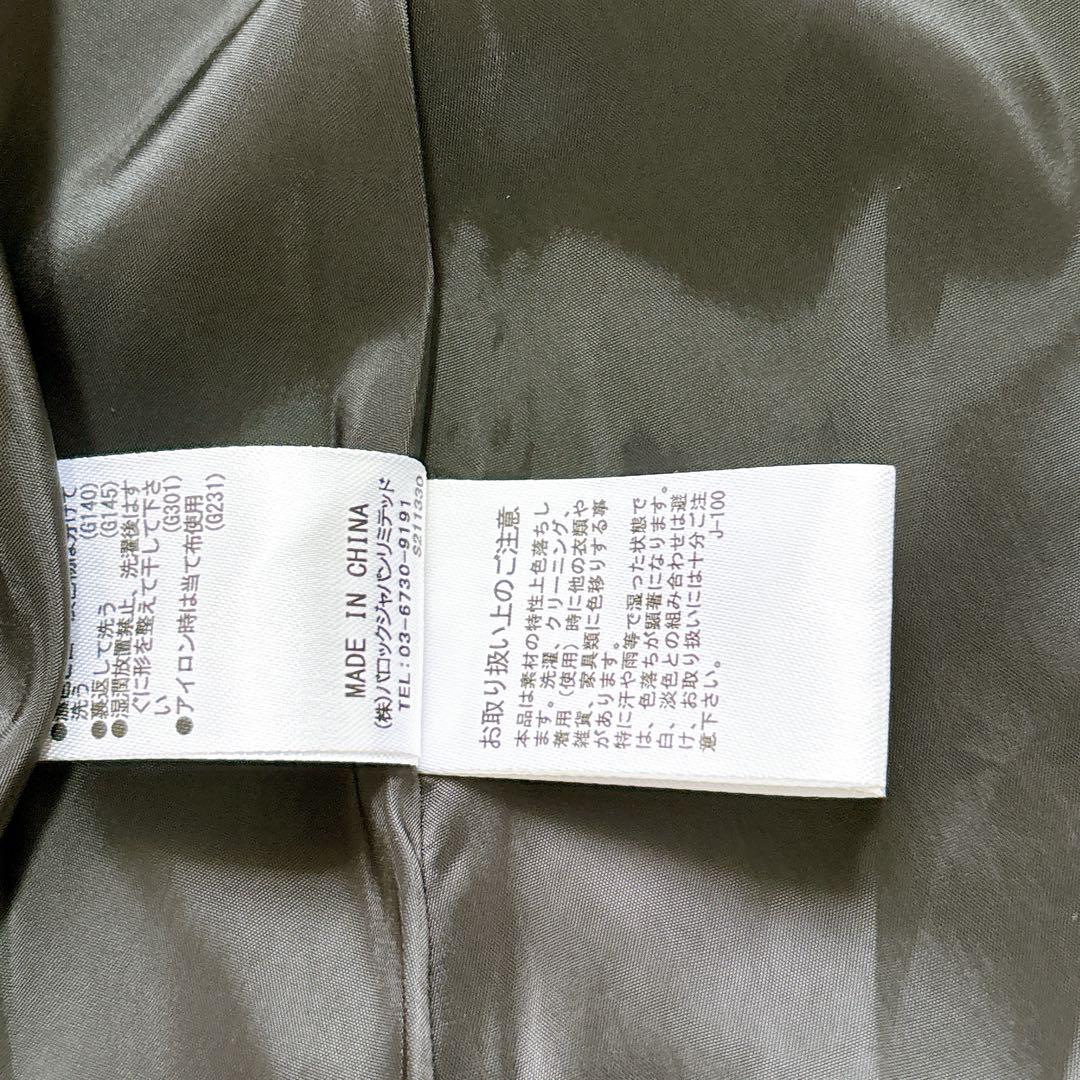 洗う (G140)
●裏返して洗う (G145)
●湿潤放置禁止、洗濯後はす
ぐに形を整えて干して下さ
い (G301)
●アイロン時は当て布使用
(G231)
MADE IN CHINA
(株)バロックジャパンリミテッド
TEL:03-6730-9191
S211330
お取り扱い上のご注意
本品は素材の特性上色落ちし
ます。洗濯、クリーニング、
着用(使用)時に他の衣類や
雑貨、家具類に色移りする事
があります。
特に汗や雨等で湿った状態で
は、色落ちが顕著になります。
白、淡色との組み合わせは避
け、お取り扱いには十分ご注
意下さい。
J-100